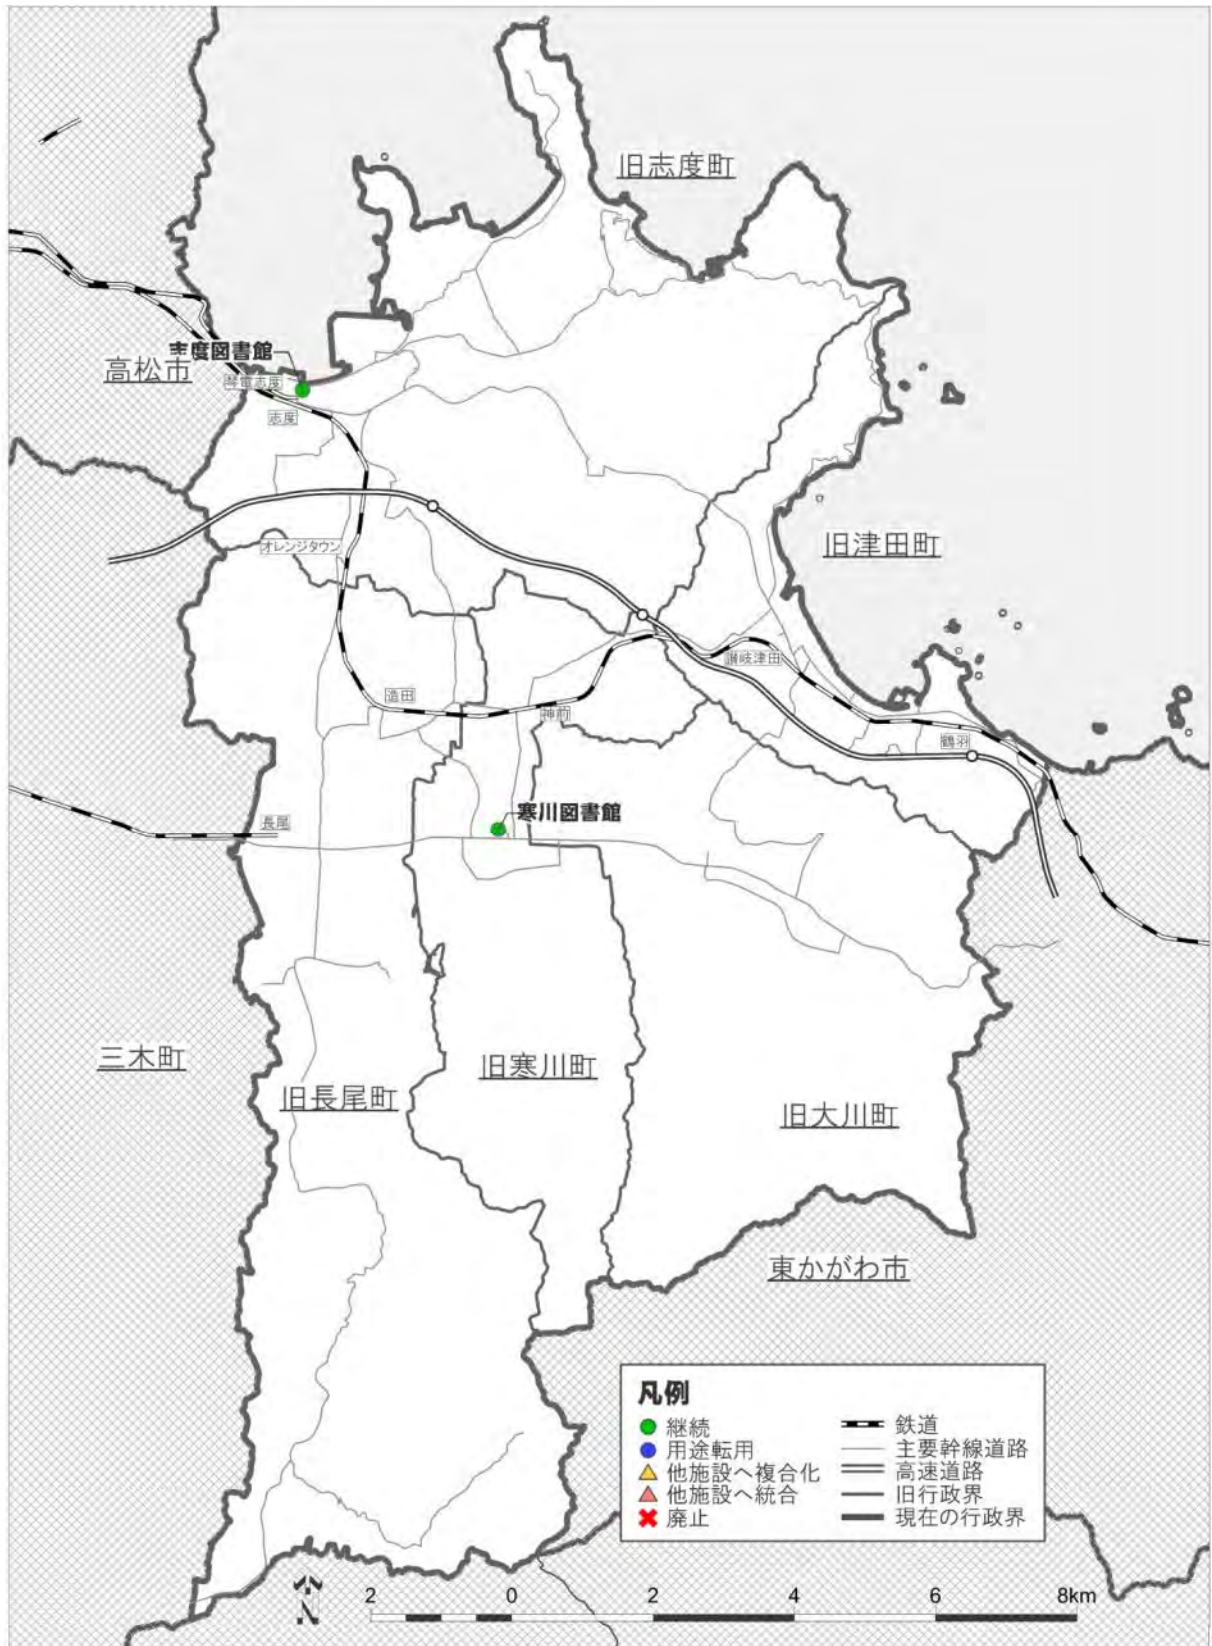 旧志度町
志度図書館
高松市
琴電志度
志度
旧津田町
オレンジタウン
讃岐津田
造田
神前
鶴羽
長尾
寒川図書館
三木町
旧長尾町
旧寒川町
旧大川町
東かがわ市
凡例
継続
用途転用
他施設へ複合化
他施設へ統合
廃止
鉄道
主要幹線道路
高速道路
旧行政界
現在の行政界
N
2 0 2 4 6 8km